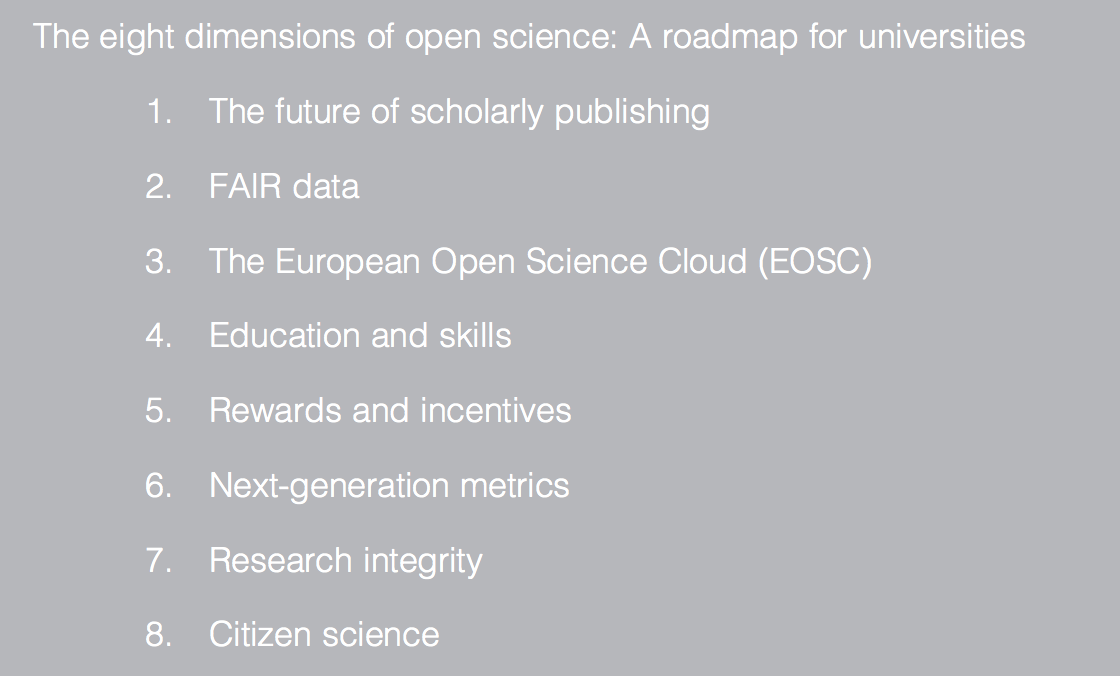 The eight dimensions of open science: A roadmap for universities
1. The future of scholarly publishing
2. FAIR data
3. The European Open Science Cloud (EOSC)
4. Education and skills
5. Rewards and incentives
6. Next-generation metrics
7. Research integrity
8. Citizen science